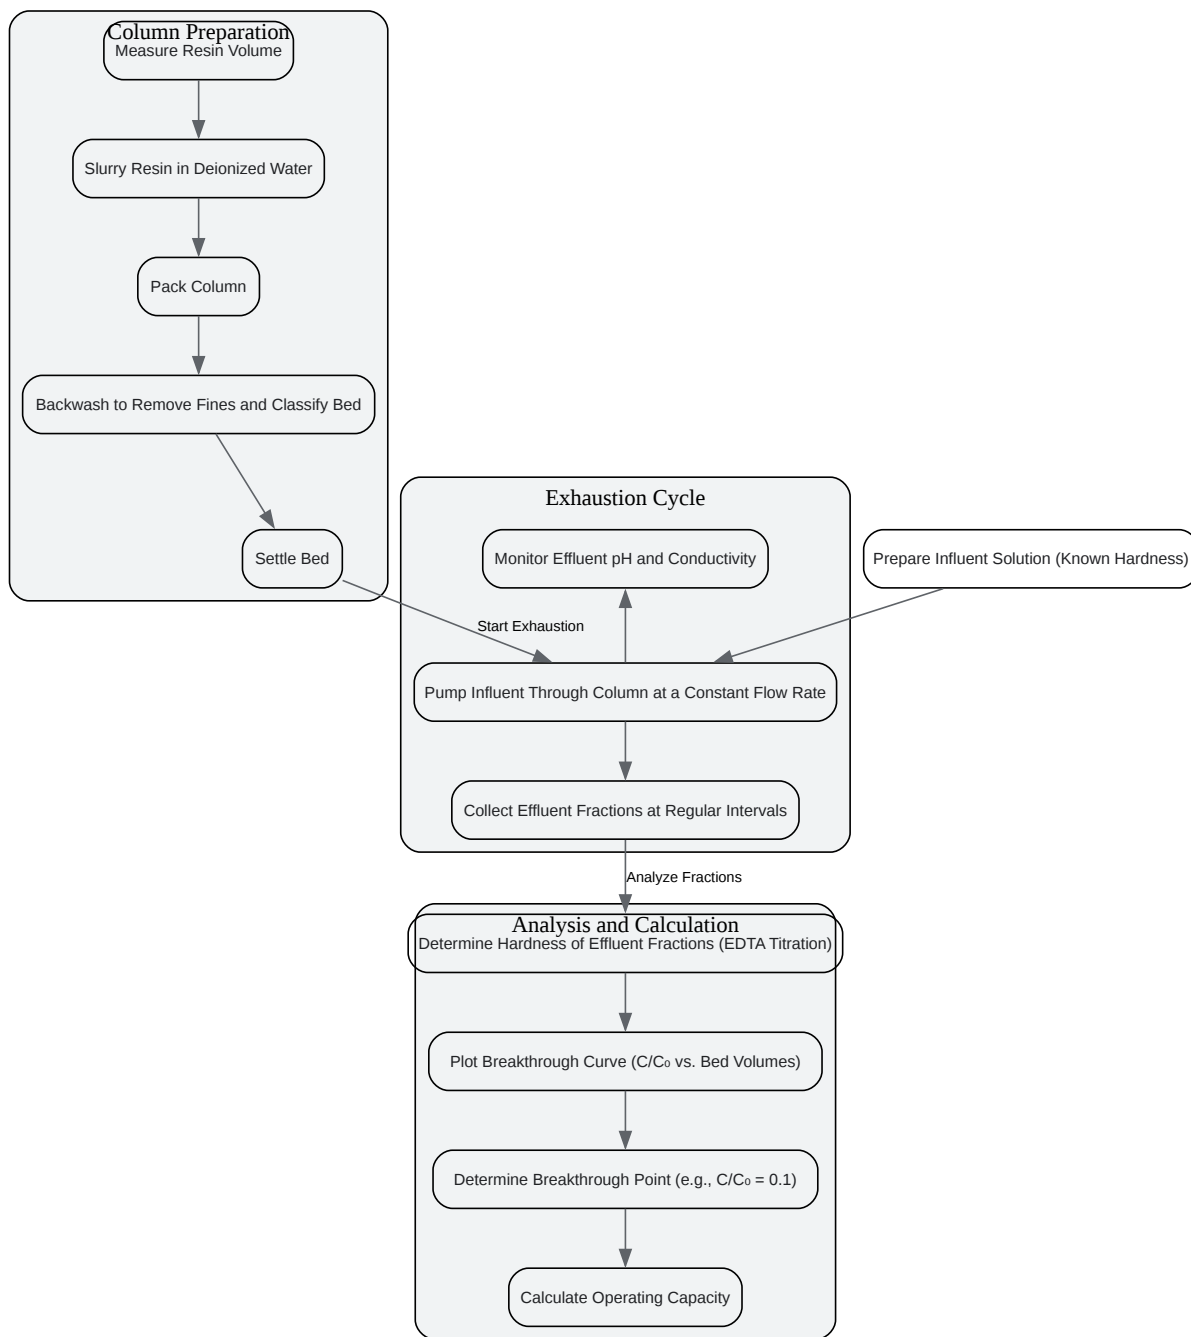 Column Preparation
Measure Resin Volume
Slurry Resin in Deionized Water
Pack Column
Backwash to Remove Fines and Classify Bed
Settle Bed
Exhaustion Cycle
Monitor Effluent pH and Conductivity
Prepare Influent Solution (Known Hardness)
Start Exhaustion
Pump Influent Through Column at a Constant Flow Rate
Collect Effluent Fractions at Regular Intervals
Analyze Fractions
Analysis and Calculation
Determine Hardness of Effluent Fractions (EDTA Titration)
Plot Breakthrough Curve (C/C₀ vs. Bed Volumes)
Determine Breakthrough Point (e.g., C/C₀ = 0.1)
Calculate Operating Capacity